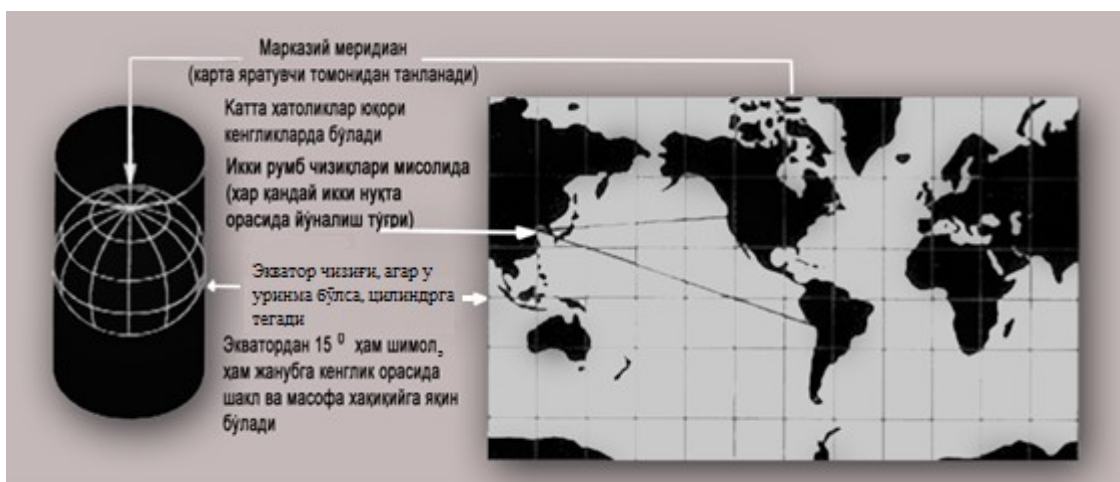 Марказий меридиан
(карта яратувчи томонидан танланади)
Катта хатоликлар юқори
кенгликларда бўлади
Икки румб чизиқлари мисолида
(ҳар қандай икки нуқта
орасида йўналиш тўғри)
Экватор чизиғи, агар у
уринма бўлса, цилиндрга
тегади
Экватордан 15 ⁰ ҳам шимол,
ҳам жанубга кенглик орасида
шакл ва масофа хақиқийга яқин
бўлади